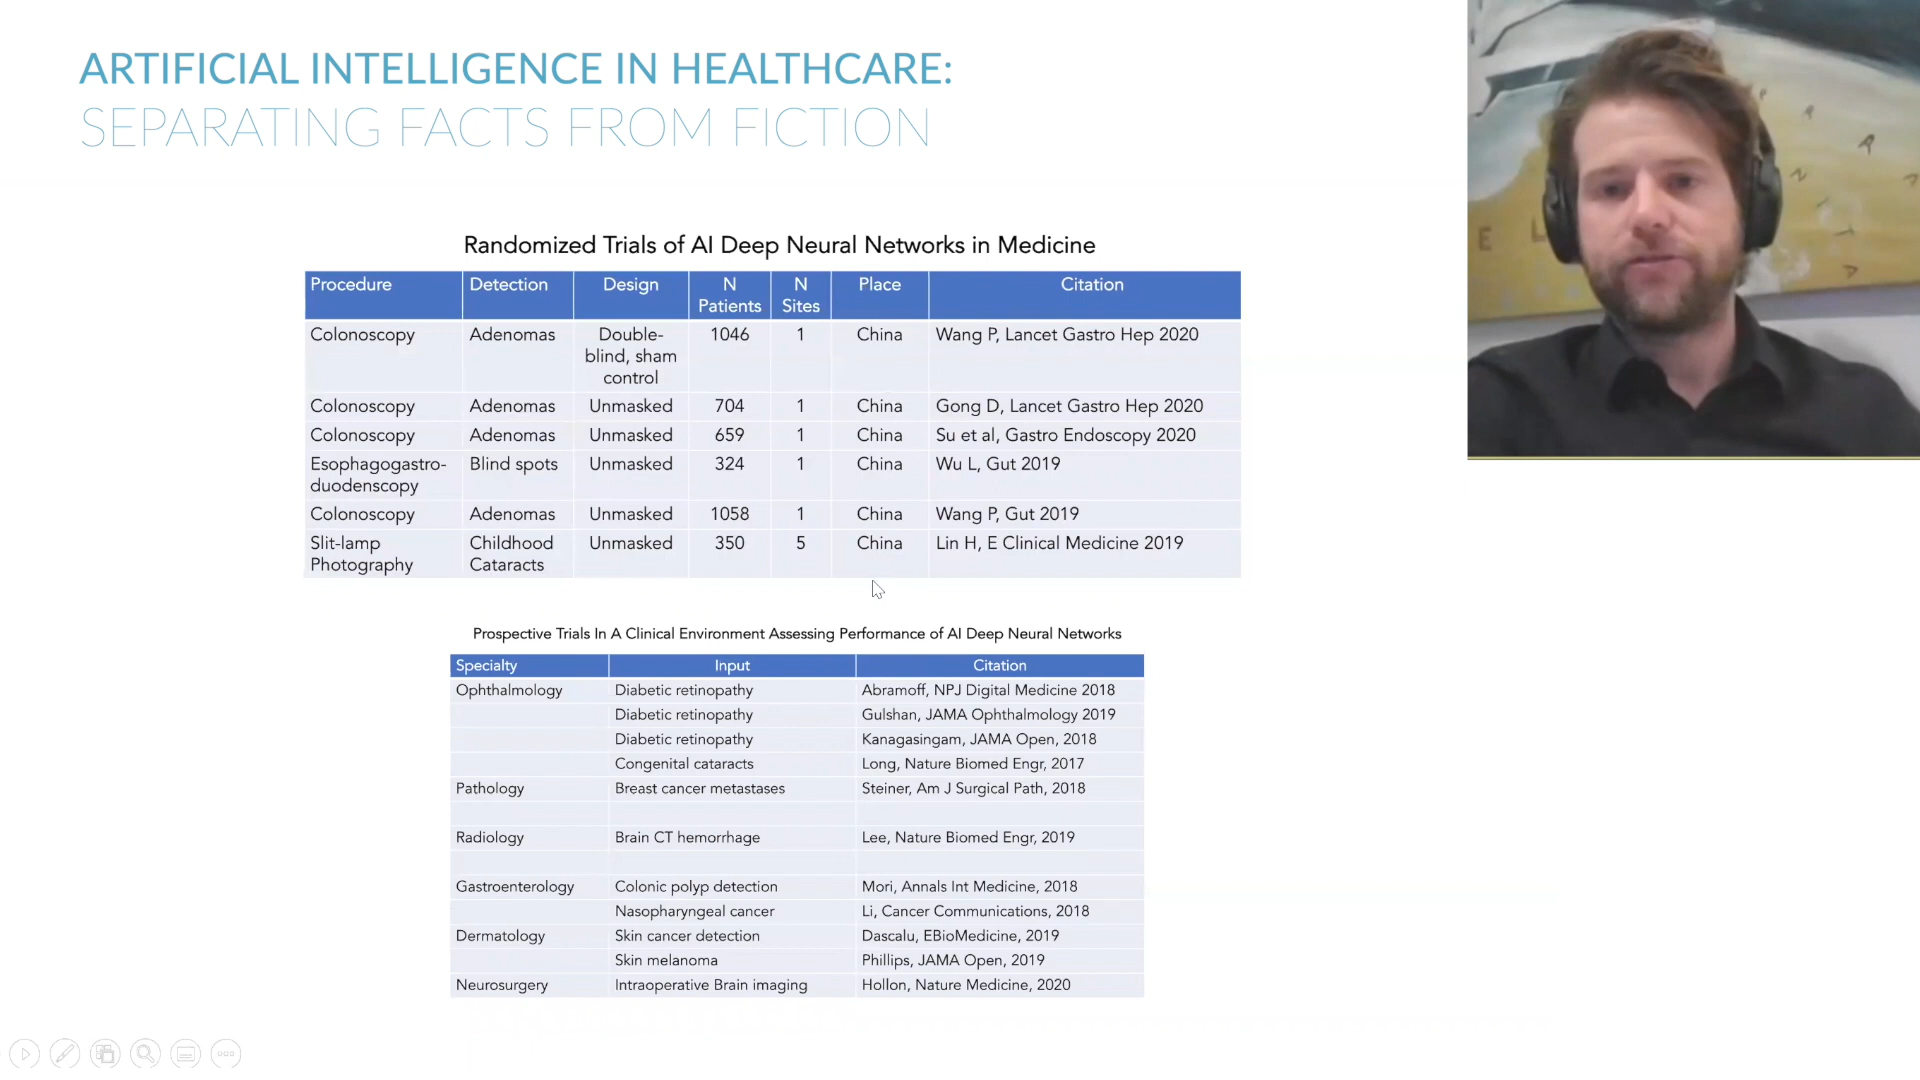 ARTIFICIAL INTELLIGENCE IN HEALTHCARE:
SEPARATING FACTS FROM FICTION
Randomized Trials of AI Deep Neural Networks in Medicine
Procedure Detection Design N Patients N Sites Place Citation
Colonoscopy Adenomas Double-blind, sham control 1046 1 China Wang P, Lancet Gastro Hep 2020
Colonoscopy Adenomas Unmasked 704 1 China Gong D, Lancet Gastro Hep 2020
Colonoscopy Adenomas Unmasked 659 1 China Su et al, Gastro Endoscopy 2020
Esophagogastro-duodenscopy Blind spots Unmasked 324 1 China Wu L, Gut 2019
Colonoscopy Adenomas Unmasked 1058 1 China Wang P, Gut 2019
Slit-lamp Photography Childhood Cataracts Unmasked 350 5 China Lin H, E Clinical Medicine 2019
Prospective Trials In A Clinical Environment Assessing Performance of AI Deep Neural Networks
Specialty Input Citation
Ophthalmology Diabetic retinopathy Abramoff, NPJ Digital Medicine 2018
Diabetic retinopathy Gulshan, JAMA Ophthalmology 2019
Diabetic retinopathy Kanagasingam, JAMA Open, 2018
Congenital cataracts Long, Nature Biomed Engr, 2017
Pathology Breast cancer metastases Steiner, Am J Surgical Path, 2018
Radiology Brain CT hemorrhage Lee, Nature Biomed Engr, 2019
Gastroenterology Colonic polyp detection Mori, Annals Int Medicine, 2018
Nasopharyngeal cancer Li, Cancer Communications, 2018
Dermatology Skin cancer detection Dascalu, EBioMedicine, 2019
Skin melanoma Phillips, JAMA Open, 2019
Neurosurgery Intraoperative Brain imaging Hollon, Nature Medicine, 2020